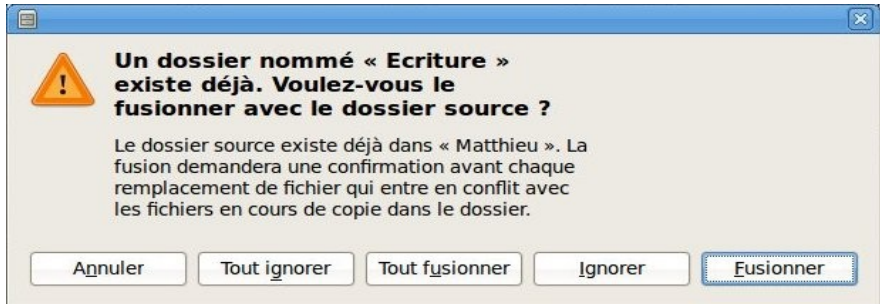 Un dossier nommé « Ecriture »
existe déjà. Voulez-vous le
fusionner avec le dossier source ?
Le dossier source existe déjà dans « Matthieu ». La
fusion demandera une confirmation avant chaque
remplacement de fichier qui entre en conflit avec
les fichiers en cours de copie dans le dossier.
Annuler Tout ignorer Tout fusionner Ignorer Fusionner